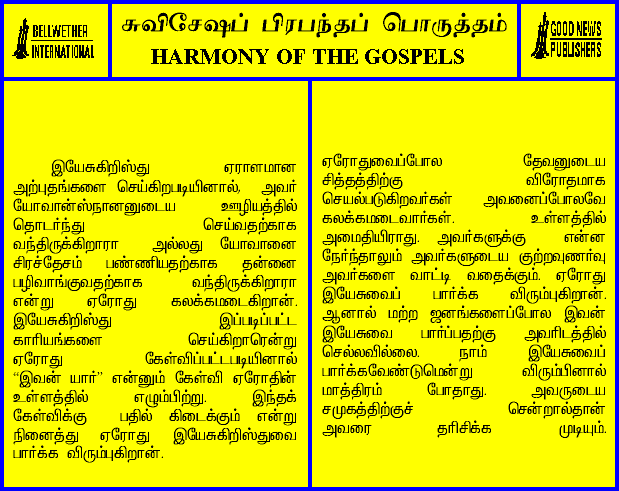 BELLWETHER
INTERNATIONAL
சுவிசேஷப் பிரபந்தப் பொருத்தம்
HARMONY OF THE GOSPELS
GOOD NEWS
PUBLISHERS
இயேசுகிறிஸ்து ஏராளமான
அற்புதங்களை செய்கிறபடியினால், அவர்
யோவான்ஸ்நானனுடைய ஊழியத்தில்
தொடர்ந்து செய்வதற்காக
வந்திருக்கிறாரா அல்லது யோவானை
சிரச்தேசம் பண்ணியதற்காக தன்னை
பழிவாங்குவதற்காக வந்திருக்கிறாரா
என்று ஏரோது கலக்கமடைகிறான்.
இயேசுகிறிஸ்து இப்படிப்பட்ட
காரியங்களை செய்கிறாரென்று
ஏரோது கேள்விப்பட்டபடியினால்
“இவன் யார்” என்னும் கேள்வி ஏரோதின்
உள்ளத்தில் எழும்பிற்று. இந்தக்
கேள்விக்கு பதில் கிடைக்கும் என்று
நினைத்து ஏரோது இயேசுகிறிஸ்துவை
பார்க்க விரும்புகிறான்.
ஏரோதுவைப்போல தேவனுடைய
சித்தத்திற்கு விரோதமாக
செயல்படுகிறவர்கள் அவனைப்போலவே
கலக்கமடைவார்கள். உள்ளத்தில்
அமைதியிராது. அவர்களுக்கு என்ன
நேர்ந்தாலும் அவர்களுடைய குற்றவுணர்வு
அவர்களை வாட்டி வதைக்கும். ஏரோது
இயேசுவைப் பார்க்க விரும்புகிறான்.
ஆனால் மற்ற ஜனங்களைப்போல இவன்
இயேசுவை பார்ப்பதற்கு அவரிடத்தில்
செல்லவில்லை. நாம் இயேசுவைப்
பார்க்கவேண்டுமென்று விரும்பினால்
மாத்திரம் போதாது. அவருடைய
சமுகத்திற்குச் சென்றால்தான்
அவரை தரிசிக்க முடியும்.